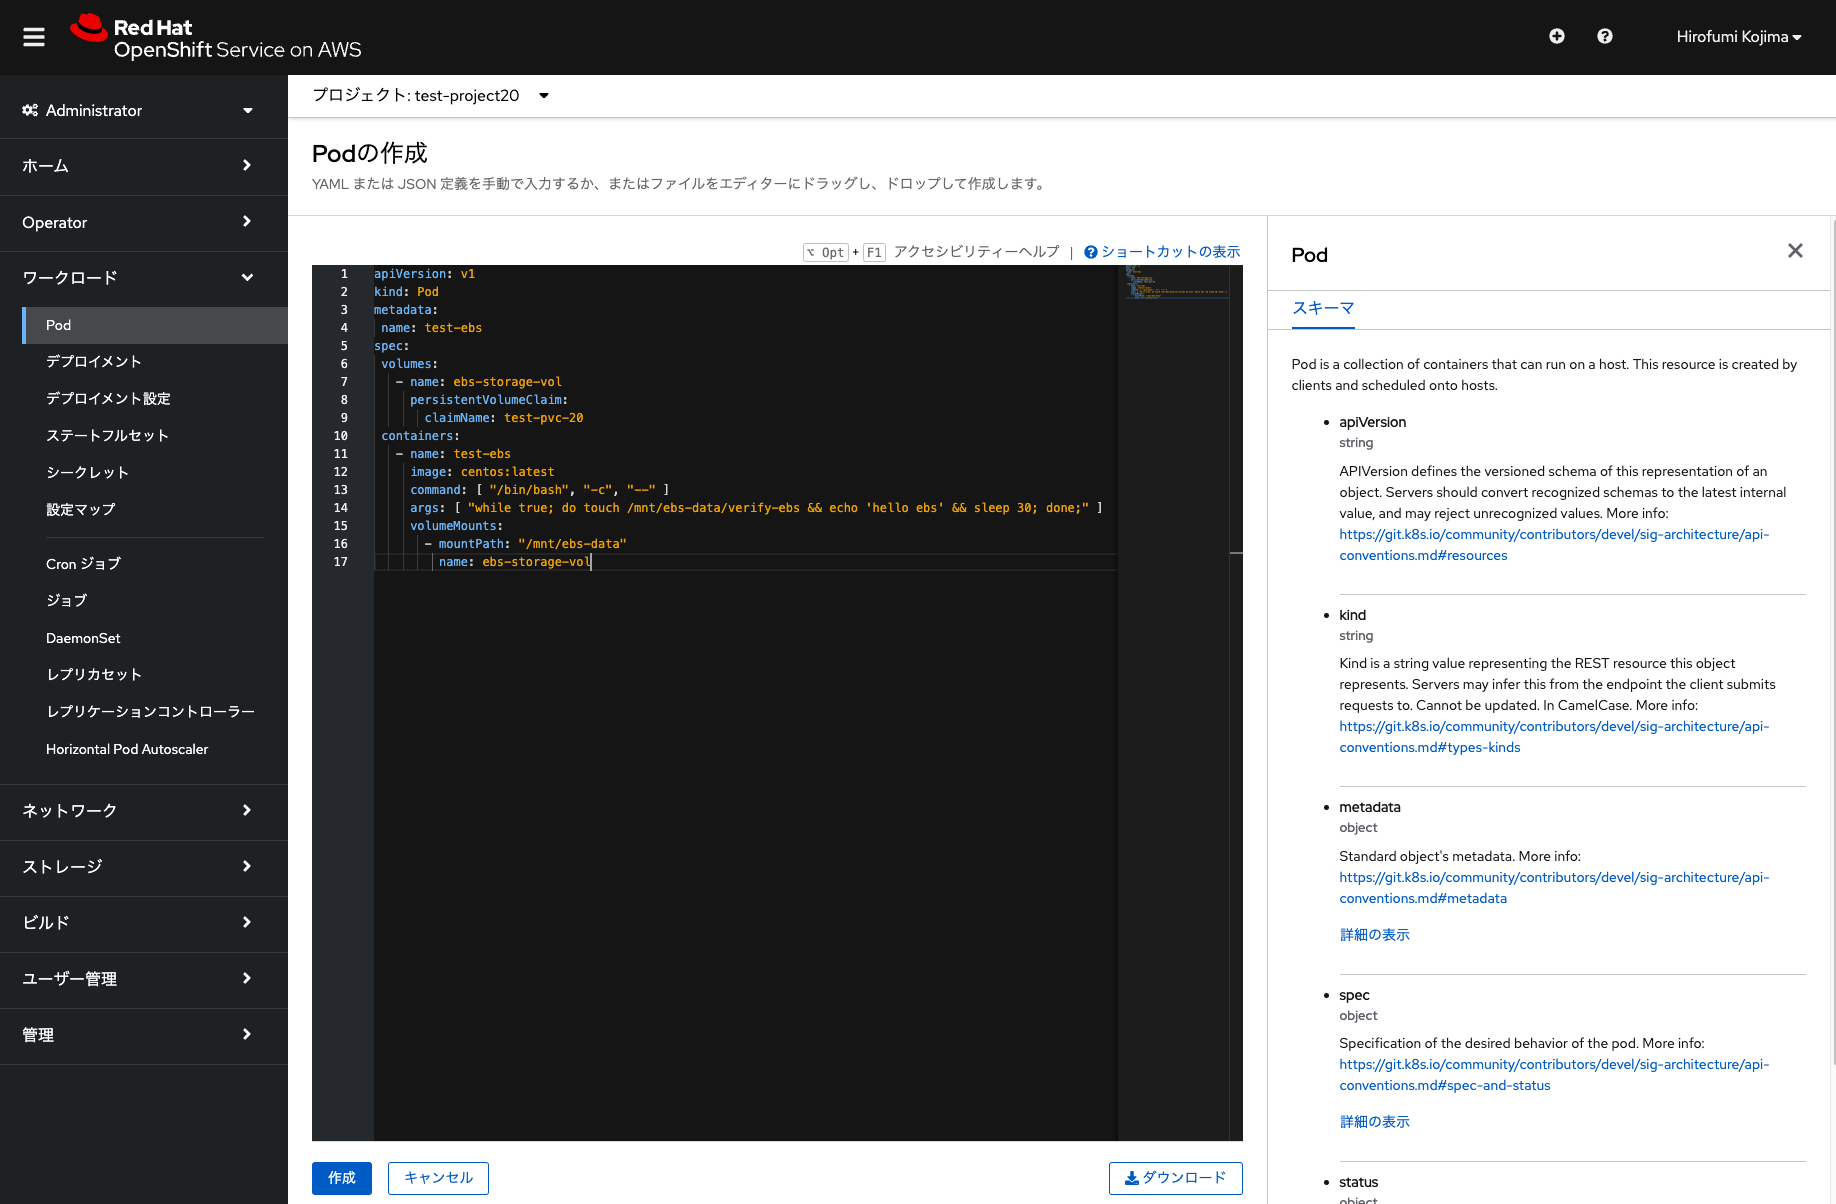 Red Hat
OpenShift Service on AWS
Hirofumi Kojima
Administrator
ホーム
Operator
ワークロード
Pod
デプロイメント
デプロイメント設定
ステートフルセット
シークレット
設定マップ
Cron ジョブ
ジョブ
DaemonSet
レプリカセット
レプリケーションコントローラー
Horizontal Pod Autoscaler
ネットワーク
ストレージ
ビルド
ユーザー管理
管理
プロジェクト: test-project20
Podの作成
YAML または JSON 定義を手動で入力するか、またはファイルをエディターにドラッグし、ドロップして作成します。
⌥ Opt + F1 アクセシビリティーヘルプ | ショートカットの表示
1 apiVersion: v1
2 kind: Pod
3 metadata:
4  name: test-ebs
5 spec:
6  volumes:
7    - name: ebs-storage-vol
8      persistentVolumeClaim:
9        claimName: test-pvc-20
10  containers:
11    - name: test-ebs
12      image: centos:latest
13      command: [ "/bin/bash", "-c", "--" ]
14      args: [ "while true; do touch /mnt/ebs-data/verify-ebs && echo 'hello ebs' && sleep 30; done;" ]
15      volumeMounts:
16        - mountPath: "/mnt/ebs-data"
17          name: ebs-storage-vol
作成
キャンセル
ダウンロード
Pod
スキーマ
Pod is a collection of containers that can run on a host. This resource is created by
clients and scheduled onto hosts.
• apiVersion
string
APIVersion defines the versioned schema of this representation of an
object. Servers should convert recognized schemas to the latest internal
value, and may reject unrecognized values. More info:
https://git.k8s.io/community/contributors/devel/sig-architecture/api-
conventions.md#resources
• kind
string
Kind is a string value representing the REST resource this object
represents. Servers may infer this from the endpoint the client submits
requests to. Cannot be updated. In CamelCase. More info:
https://git.k8s.io/community/contributors/devel/sig-architecture/api-
conventions.md#types-kinds
• metadata
object
Standard object's metadata. More info:
https://git.k8s.io/community/contributors/devel/sig-architecture/api-
conventions.md#metadata
詳細の表示
• spec
object
Specification of the desired behavior of the pod. More info:
https://git.k8s.io/community/contributors/devel/sig-architecture/api-
conventions.md#spec-and-status
詳細の表示
• status
object